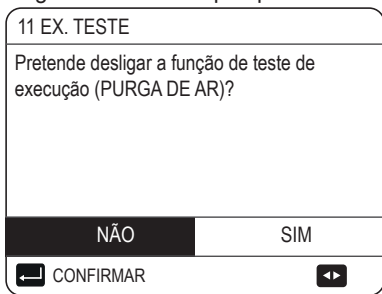 11 EX. TESTE
Pretende desligar a função de teste de
execução (PURGA DE AR)?
NÃO
SIM
CONFIRMAR